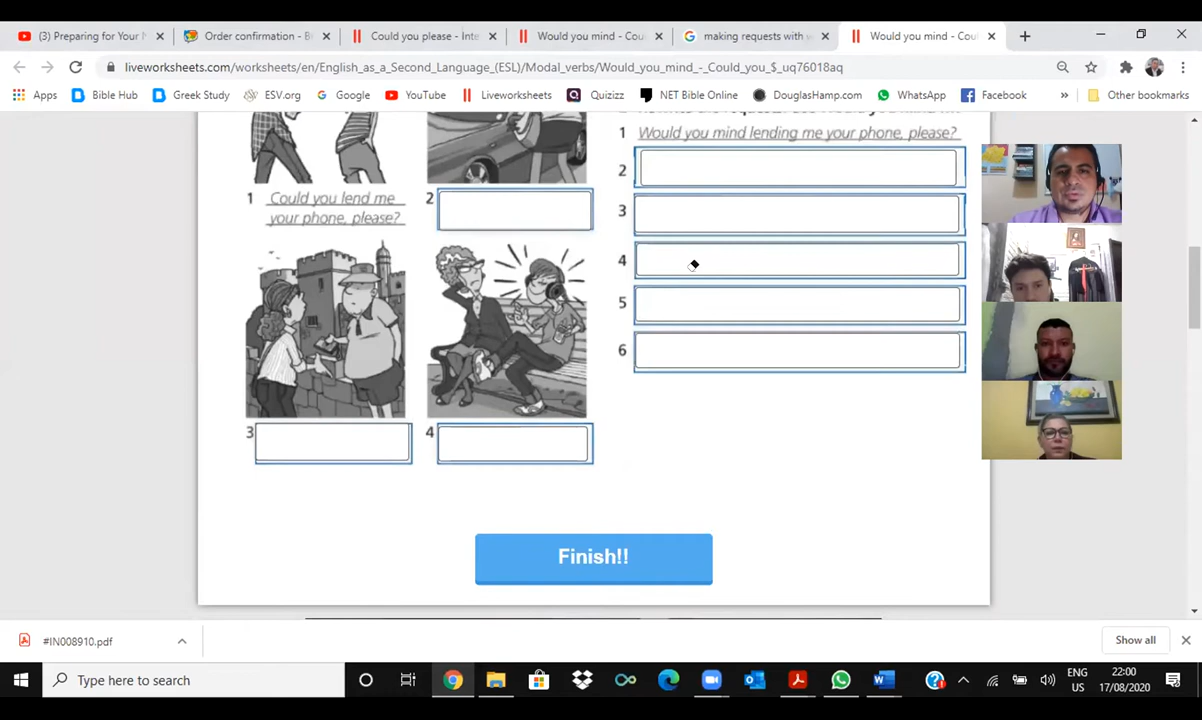 (3) Preparing for Your N
Order confirmation - B
Could you please - Inte
Would you mind - Cou
making requests with w
Would you mind - Cou
liveworksheets.com/worksheets/en/English_as_a_Second_Language_(ESL)/Modal_verbs/Would_you_mind_-_Could_you_$_uq76018aq
Apps
Bible Hub
Greek Study
ESV.org
Google
YouTube
Liveworksheets
Quizizz
NET Bible Online
DouglasHamp.com
WhatsApp
Facebook
Other bookmarks
1 Could you lend me
your phone, please?
2
3
4
1 Would you mind lending me your phone, please?
2
3
4
5
6
Finish!!
#IN008910.pdf
Show all
Type here to search
ENG
US
22:00
17/08/2020